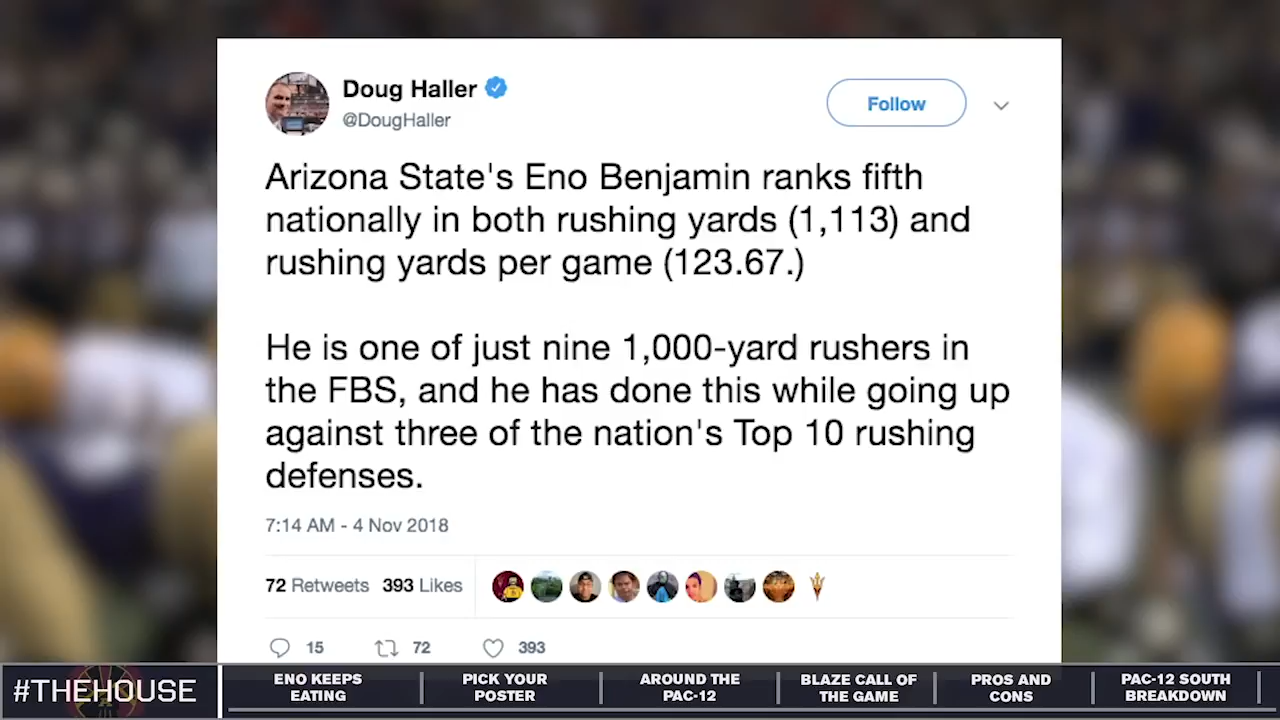 Doug Haller
@DougHaller
Follow
Arizona State's Eno Benjamin ranks fifth
nationally in both rushing yards (1,113) and
rushing yards per game (123.67.)
He is one of just nine 1,000-yard rushers in
the FBS, and he has done this while going up
against three of the nation's Top 10 rushing
defenses.
7:14 AM - 4 Nov 2018
72 Retweets 393 Likes
15 72 393
#THEHOUSE
ENO KEEPS
EATING
PICK YOUR
POSTER
AROUND THE
PAC-12
BLAZE CALL OF
THE GAME
PROS AND
CONS
PAC-12 SOUTH
BREAKDOWN